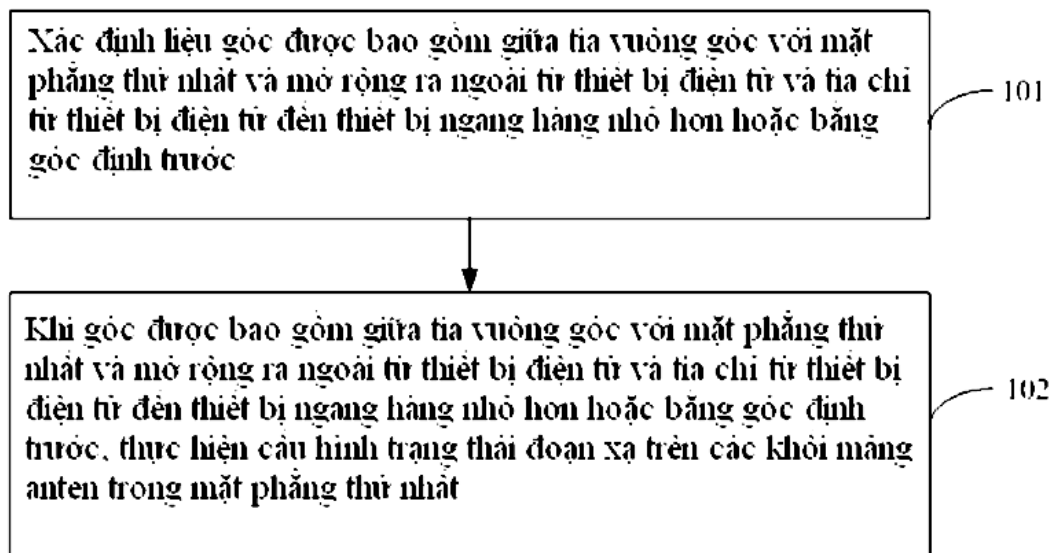 Xác định liệu góc được bao gồm giữa tia vuông góc với mặt
phẳng thứ nhất và mở rộng ra ngoài từ thiết bị điện tử và tia chỉ
từ thiết bị điện tử đến thiết bị ngang hàng nhỏ hơn hoặc bằng
góc định trước
101
Khi góc được bao gồm giữa tia vuông góc với mặt phẳng thứ
nhất và mở rộng ra ngoài từ thiết bị điện tử và tia chỉ từ thiết bị
điện tử đến thiết bị ngang hàng nhỏ hơn hoặc bằng góc định
trước, thực hiện cấu hình trạng thái đoạn xạ trên các khối mảng
anten trong mặt phẳng thứ nhất
102